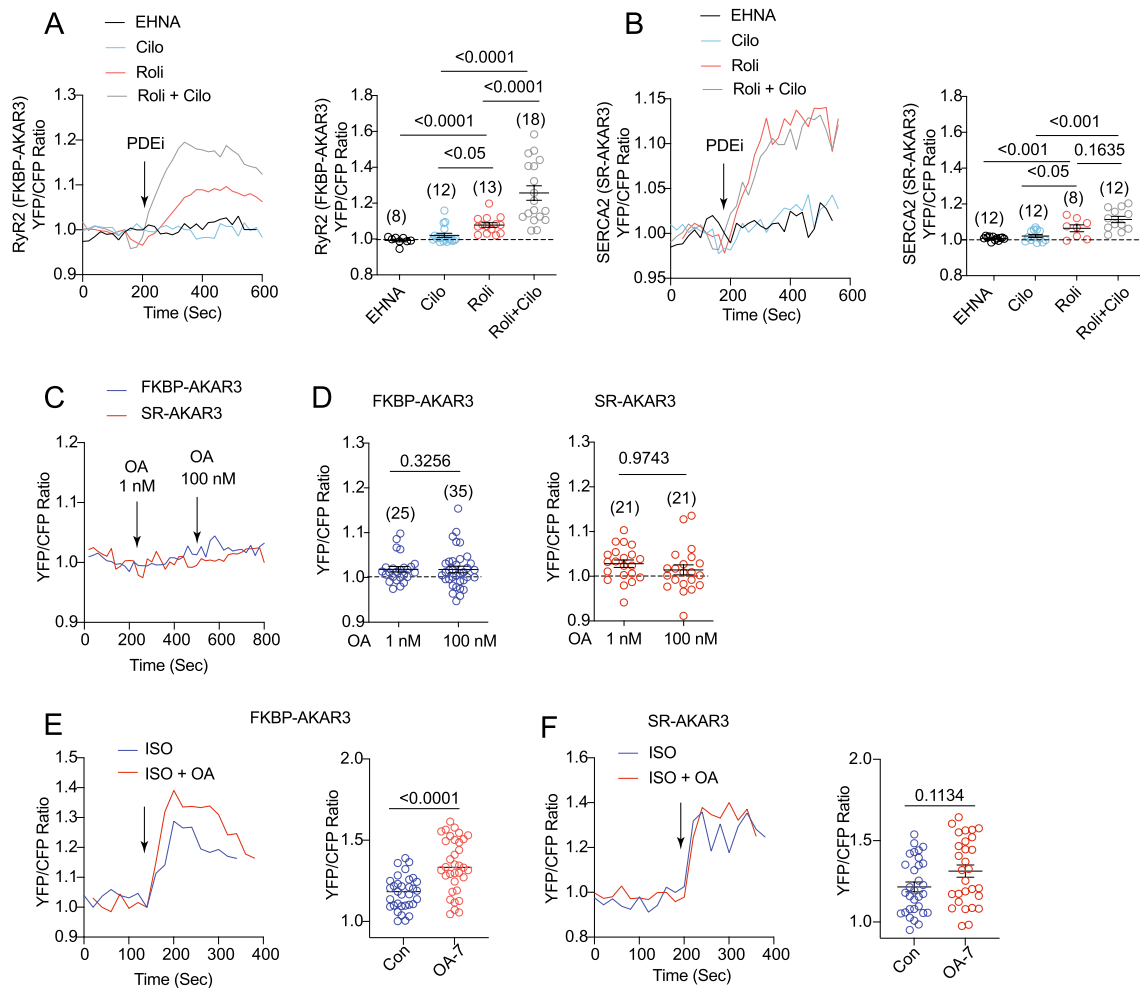 A
EHNA
Cilo
Roli
Roli + Cilo
RyR2 (FKBP-AKAR3)
YFP/CFP Ratio
1.3
1.2
1.1
1.0
0.9
PDEi
0
200
400
600
Time (Sec)
RyR2 (FKBP-AKAR3)
YFP/CFP Ratio
1.8
1.6
1.4
1.2
1.0
0.8
<0.0001
<0.0001
<0.0001
<0.05
(8)
(12)
(13)
(18)
EHNA
Cilo
Roli
Roli+Cilo
B
EHNA
Cilo
Roli
Roli + Cilo
SERCA2 (SR-AKAR3)
YFP/CFP Ratio
1.15
1.10
1.05
1.00
0.95
PDEi
0
200
400
600
Time (Sec)
SERCA2 (SR-AKAR3)
YFP/CFP Ratio
1.8
1.6
1.4
1.2
1.0
0.8
<0.001
<0.001
0.1635
<0.05
(12)
(12)
(8)
(12)
EHNA
Cilo
Roli
Roli+Cilo
C
FKBP-AKAR3
SR-AKAR3
YFP/CFP Ratio
1.2
1.1
1.0
0.9
OA
1 nM
OA
100 nM
0
200
400
600
800
Time (Sec)
D
FKBP-AKAR3
YFP/CFP Ratio
1.3
1.2
1.1
1.0
0.9
0.3256
(25)
(35)
OA
1 nM
100 nM
SR-AKAR3
YFP/CFP Ratio
1.3
1.2
1.1
1.0
0.9
0.9743
(21)
(21)
OA
1 nM
100 nM
E
FKBP-AKAR3
ISO
ISO + OA
YFP/CFP Ratio
1.5
1.4
1.3
1.2
1.1
1.0
0.9
0
100
200
300
400
Time (Sec)
YFP/CFP Ratio
2.0
1.5
1.0
<0.0001
Con
OA-7
F
SR-AKAR3
ISO
ISO + OA
YFP/CFP Ratio
1.6
1.4
1.2
1.0
0.8
0
100
200
300
400
Time (Sec)
YFP/CFP Ratio
2.0
1.5
1.0
0.1134
Con
OA-7